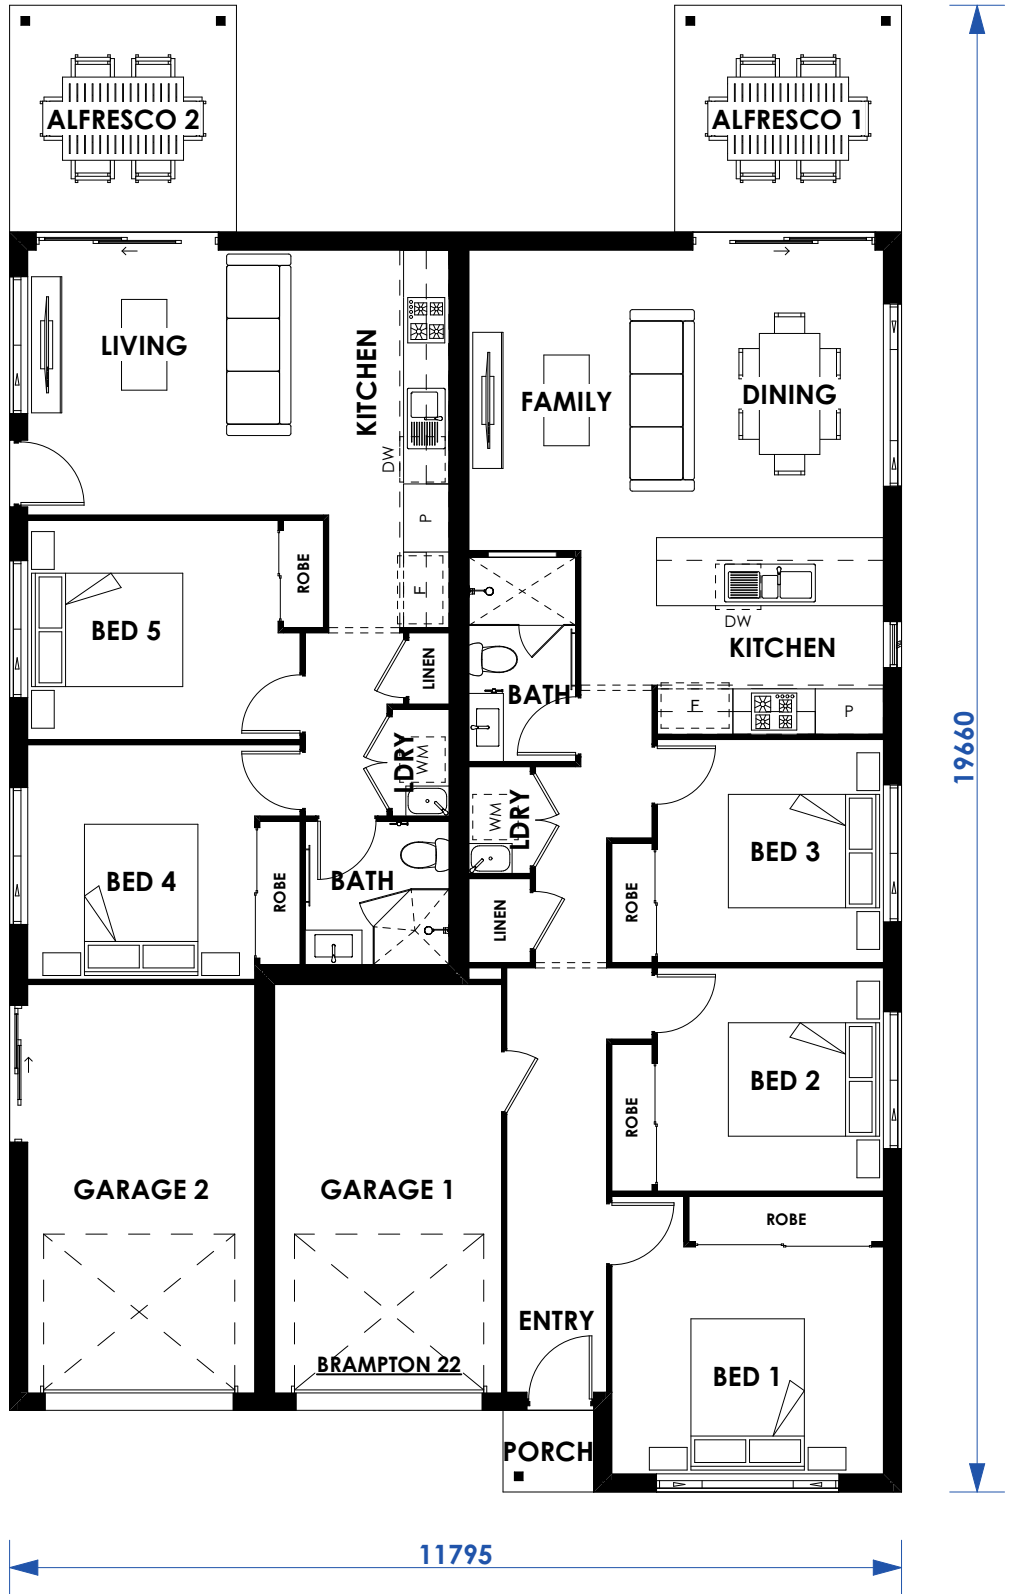 ALFRESCO 2
ALFRESCO 1
LIVING
KITCHEN
FAMILY
DINING
DW
P
F
ROBE
BED 5
DW
KITCHEN
LINEN
BATH
F
P
LDRY
WM
WM
LDRY
BED 3
BED 4
ROBE
BATH
ROBE
LINEN
BED 2
ROBE
GARAGE 2
GARAGE 1
ROBE
ENTRY
BRAMPTON 22
BED 1
PORCH
19660
11795